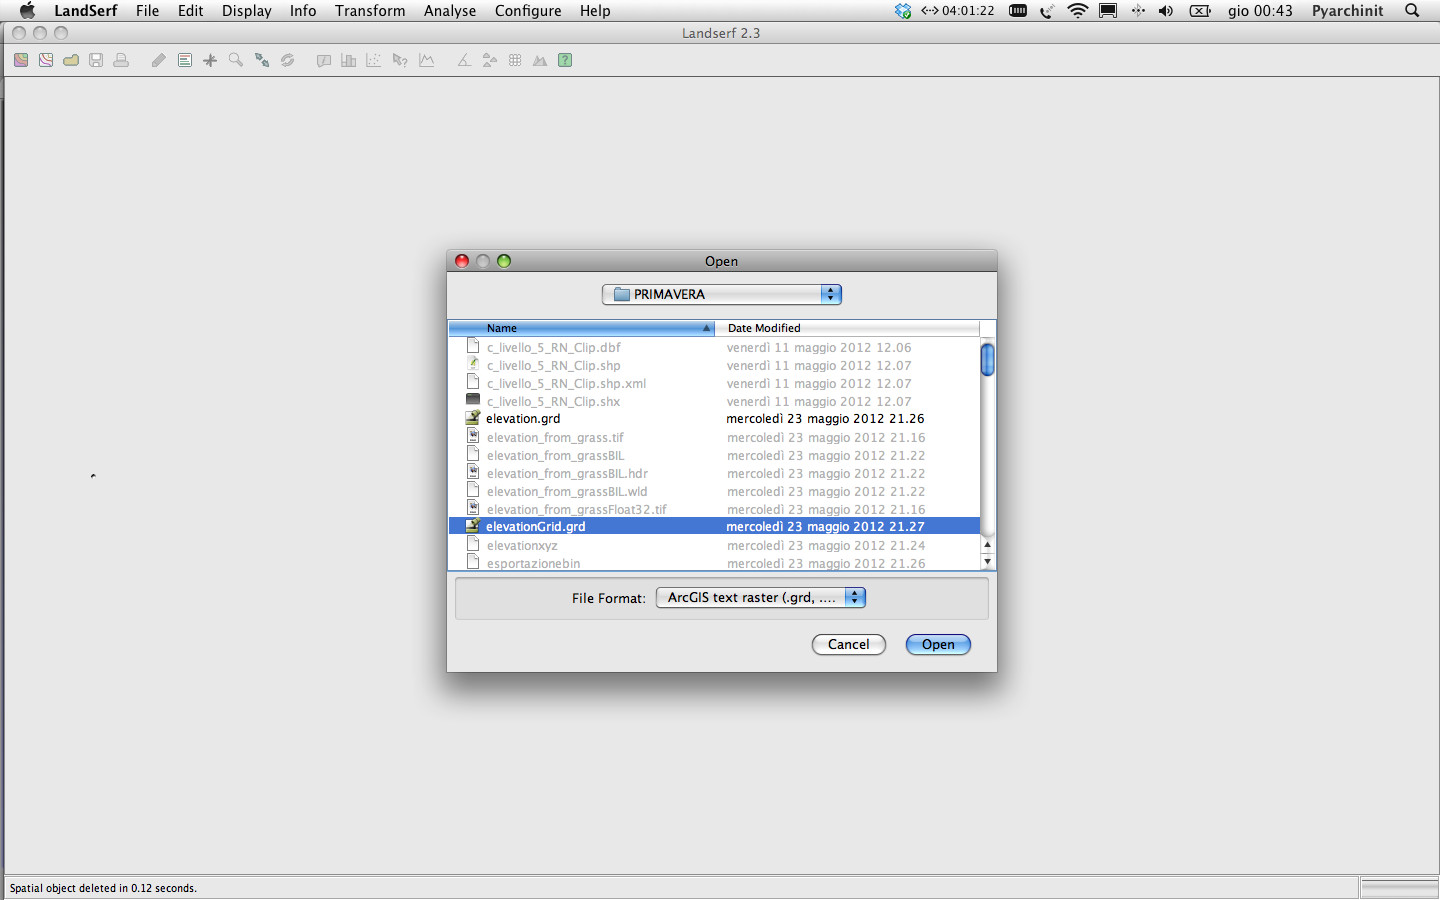 LandSerf File Edit Display Info Transform Analyse Configure Help 04:01:22 gio 00:43 Pyarchinit
Landserf 2.3
Open
PRIMAVERA
Name Date Modified
c_livello_5_RN_Clip.dbf venerdì 11 maggio 2012 12.06
c_livello_5_RN_Clip.shp venerdì 11 maggio 2012 12.07
c_livello_5_RN_Clip.shp.xml venerdì 11 maggio 2012 12.07
c_livello_5_RN_Clip.shx venerdì 11 maggio 2012 12.07
elevation.grd mercoledì 23 maggio 2012 21.26
elevation_from_grass.tif mercoledì 23 maggio 2012 21.16
elevation_from_grassBIL mercoledì 23 maggio 2012 21.22
elevation_from_grassBIL.hdr mercoledì 23 maggio 2012 21.22
elevation_from_grassBIL.wld mercoledì 23 maggio 2012 21.22
elevation_from_grassFloat32.tif mercoledì 23 maggio 2012 21.16
elevationGrid.grd mercoledì 23 maggio 2012 21.27
elevationxyz mercoledì 23 maggio 2012 21.24
esportazionebin mercoledì 23 maggio 2012 21.26
File Format: ArcGIS text raster (.grd, ....
Cancel Open
Spatial object deleted in 0.12 seconds.